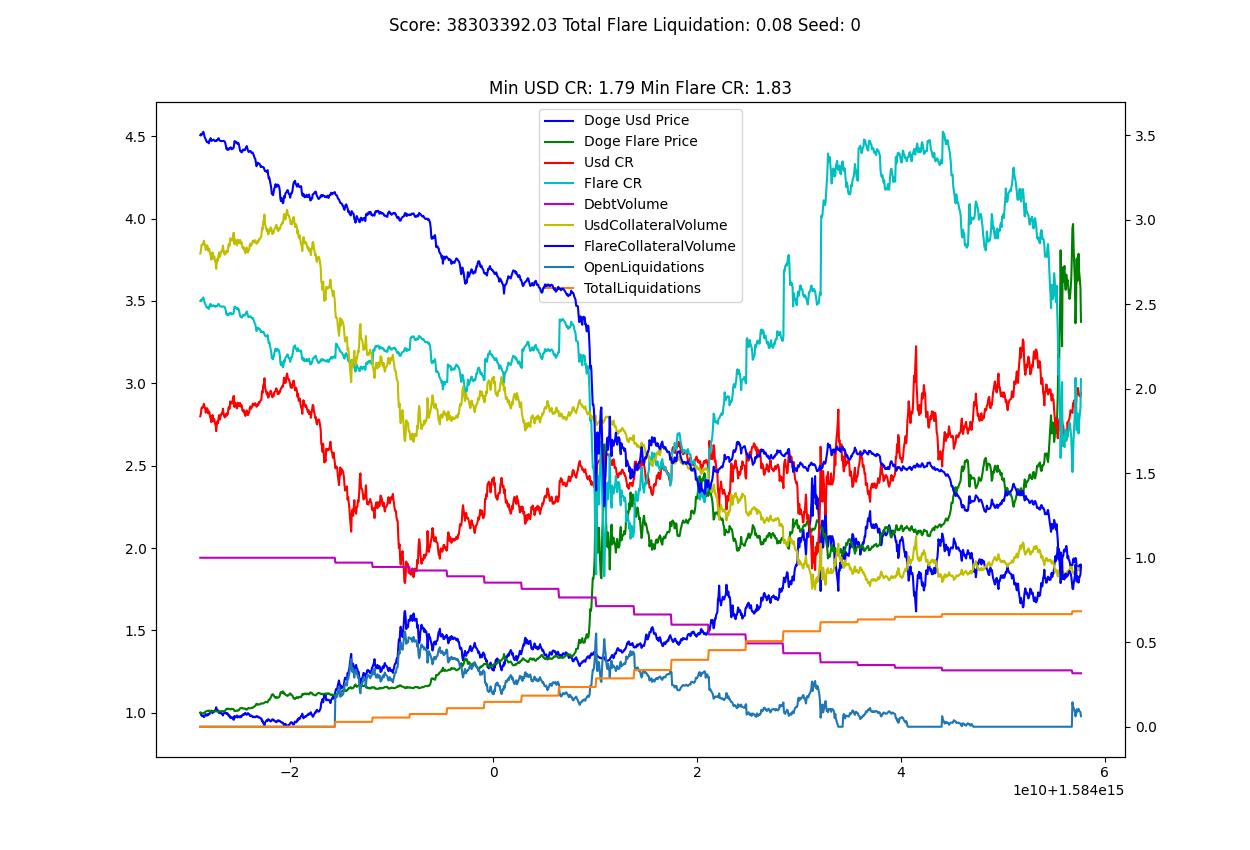 Score: 38303392.03 Total Flare Liquidation: 0.08 Seed: 0
Min USD CR: 1.79 Min Flare CR: 1.83
Doge Usd Price
Doge Flare Price
Usd CR
Flare CR
DebtVolume
UsdCollateralVolume
FlareCollateralVolume
OpenLiquidations
TotalLiquidations
4.5
4.0
3.5
3.0
2.5
2.0
1.5
1.0
3.5
3.0
2.5
2.0
1.5
1.0
0.5
0.0
−2 0 2 4 6
1e10+1.584e15